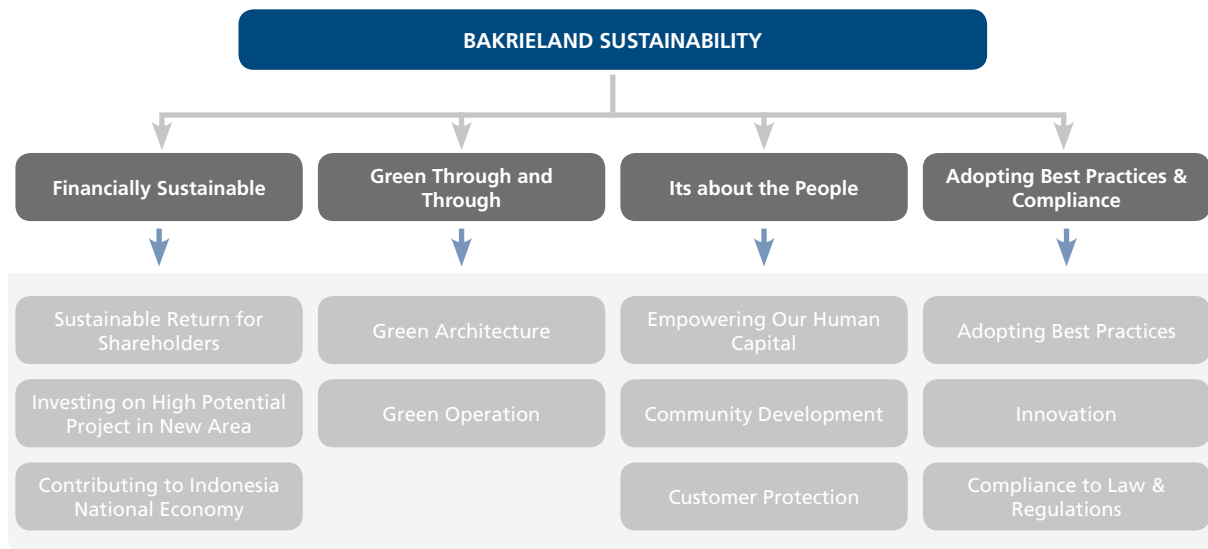 BAKRIELAND SUSTAINABILITY
Financially Sustainable
Green Through and
Through
Its about the People
Adopting Best Practices &
Compliance
Sustainable Return for
Shareholders
Investing on High Potential
Project in New Area
Contributing to Indonesia
National Economy
Green Architecture
Green Operation
Empowering Our Human
Capital
Community Development
Customer Protection
Adopting Best Practices
Innovation
Compliance to Law &
Regulations